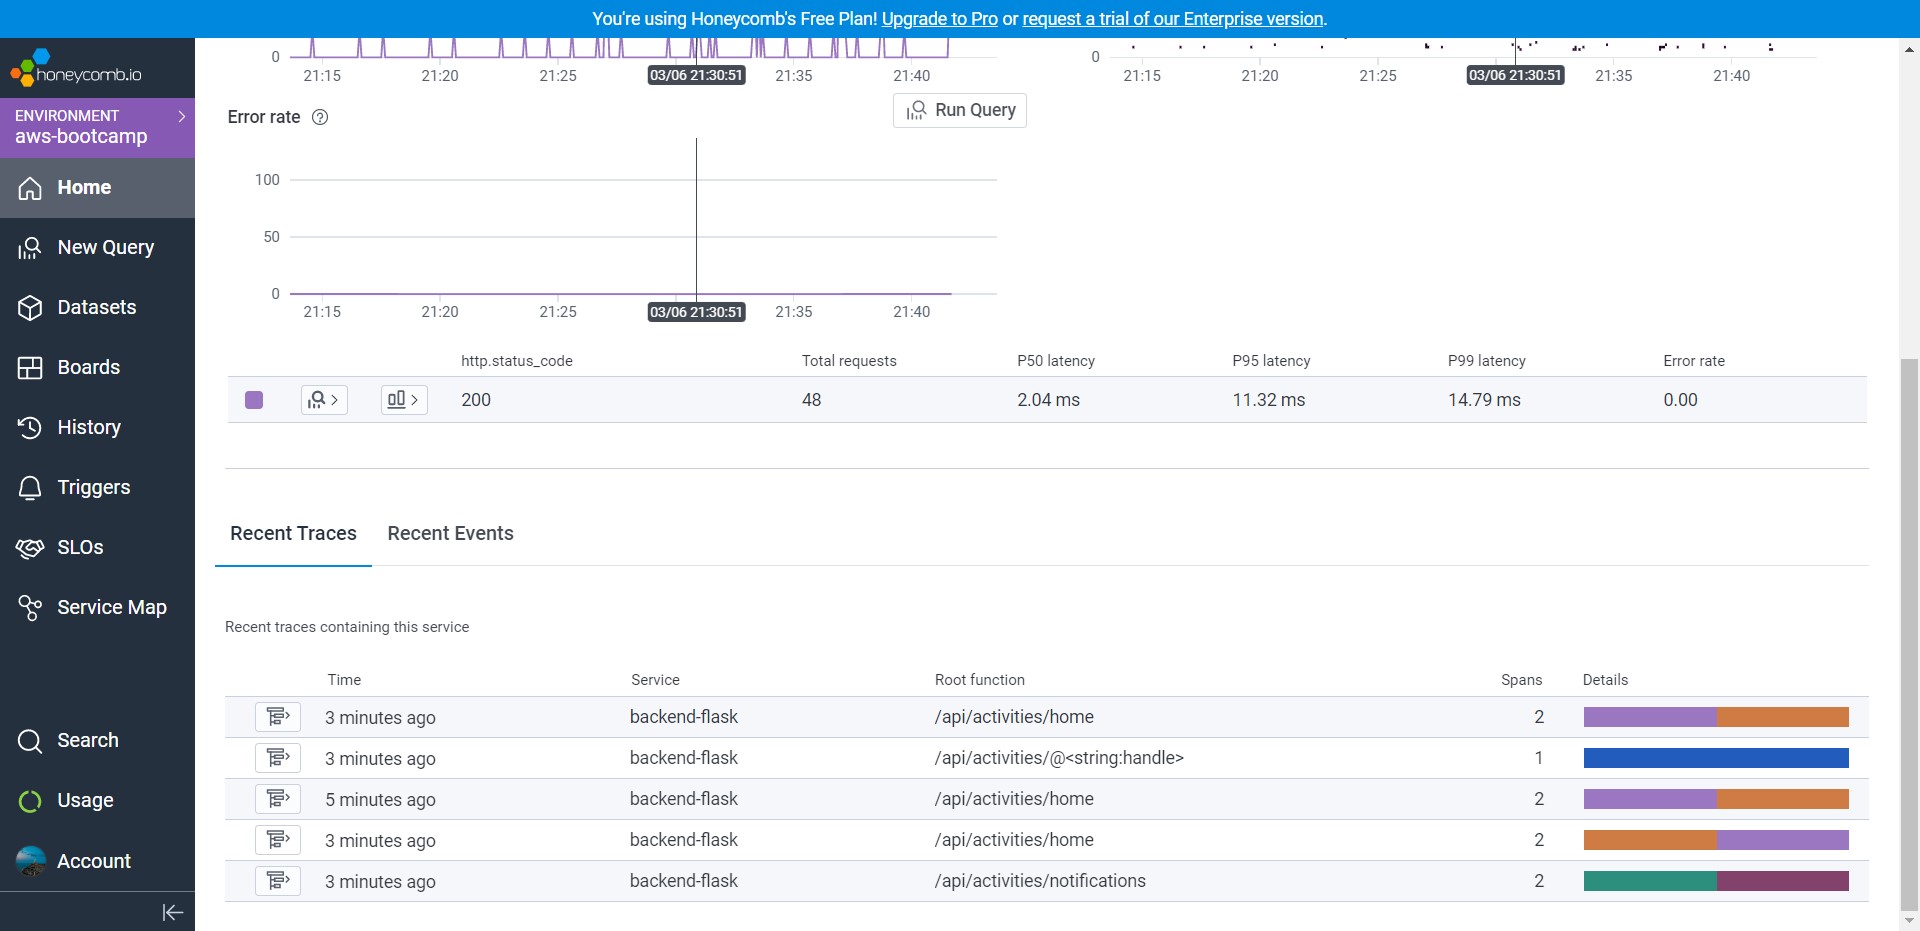 You're using Honeycomb's Free Plan! Upgrade to Pro or request a trial of our Enterprise version.
honeycomb.io
ENVIRONMENT
aws-bootcamp
Home
New Query
Datasets
Boards
History
Triggers
SLOs
Service Map
Search
Usage
Account
0
21:15 21:20 21:25 03/06 21:30:51 21:35 21:40
0
21:15 21:20 21:25 03/06 21:30:51 21:35 21:40
Error rate
Run Query
100
50
0
21:15 21:20 21:25 03/06 21:30:51 21:35 21:40
http.status_code Total requests P50 latency P95 latency P99 latency Error rate
200 48 2.04 ms 11.32 ms 14.79 ms 0.00
Recent Traces Recent Events
Recent traces containing this service
Time Service Root function Spans Details
3 minutes ago backend-flask /api/activities/home 2
3 minutes ago backend-flask /api/activities/@<string:handle> 1
5 minutes ago backend-flask /api/activities/home 2
3 minutes ago backend-flask /api/activities/home 2
3 minutes ago backend-flask /api/activities/notifications 2